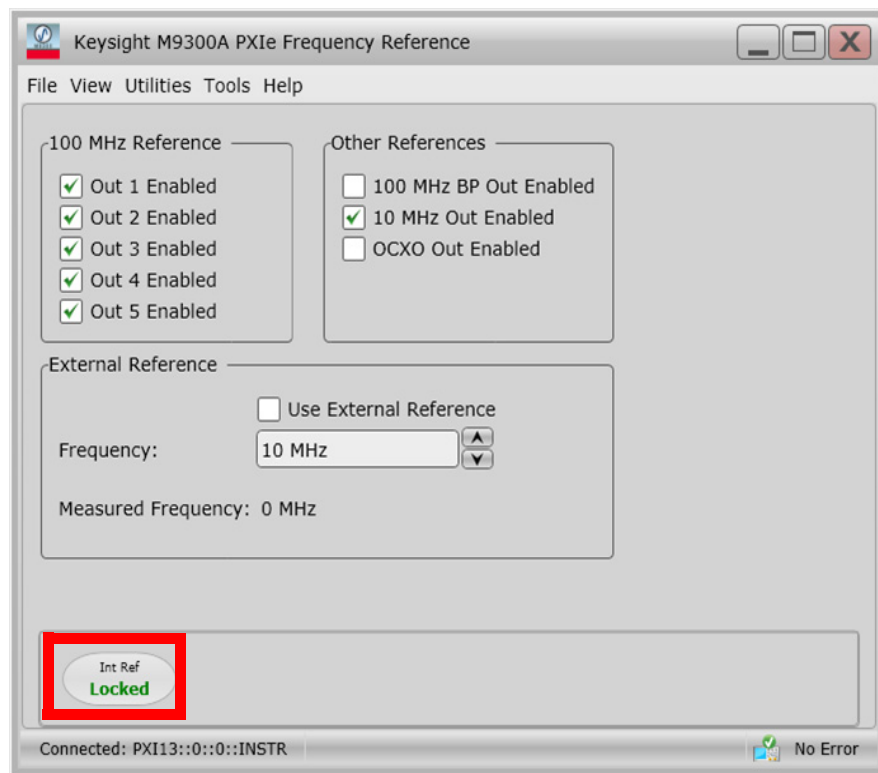 Keysight M9300A PXIe Frequency Reference
File View Utilities Tools Help
100 MHz Reference
Out 1 Enabled
Out 2 Enabled
Out 3 Enabled
Out 4 Enabled
Out 5 Enabled
Other References
100 MHz BP Out Enabled
10 MHz Out Enabled
OCXO Out Enabled
External Reference
Use External Reference
Frequency: 10 MHz
Measured Frequency: 0 MHz
Int Ref
Locked
Connected: PXI13::0::0::INSTR No Error